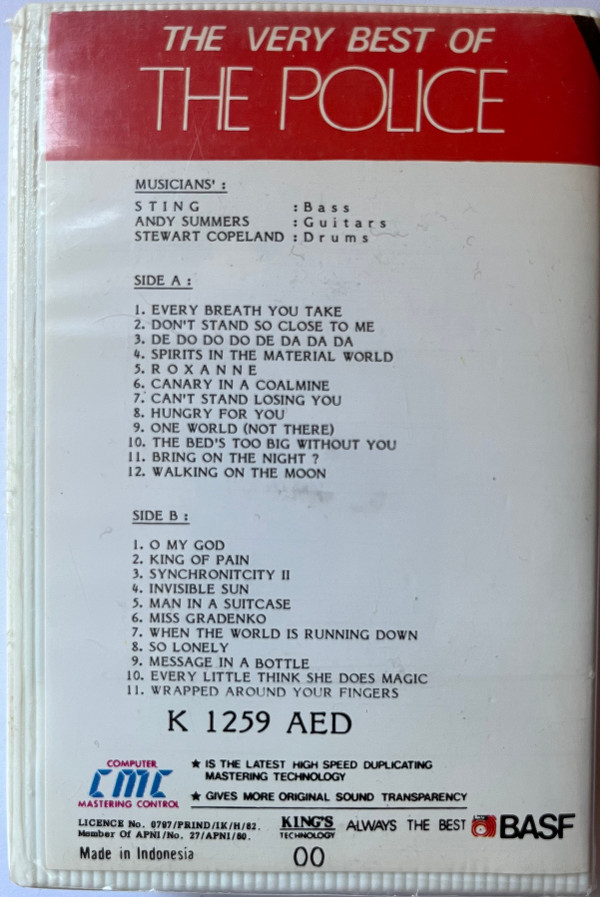 THE VERY BEST OF
THE POLICE
MUSICIANS' :
STING : Bass
ANDY SUMMERS : Guitars
STEWART COPELAND : Drums
SIDE A :
1. EVERY BREATH YOU TAKE
2. DON'T STAND SO CLOSE TO ME
3. DE DO DO DO DE DA DA DA
4. SPIRITS IN THE MATERIAL WORLD
5. ROXANNE
6. CANARY IN A COALMINE
7. CAN'T STAND LOSING YOU
8. HUNGRY FOR YOU
9. ONE WORLD (NOT THERE)
10. THE BED'S TOO BIG WITHOUT YOU
11. BRING ON THE NIGHT ?
12. WALKING ON THE MOON
SIDE B :
1. O MY GOD
2. KING OF PAIN
3. SYNCHRONITCITY II
4. INVISIBLE SUN
5. MAN IN A SUITCASE
6. MISS GRADENKO
7. WHEN THE WORLD IS RUNNING DOWN
8. SO LONELY
9. MESSAGE IN A BOTTLE
10. EVERY LITTLE THINK SHE DOES MAGIC
11. WRAPPED AROUND YOUR FINGERS
K 1259 AED
COMPUTER
CMC
MASTERING CONTROL
★ IS THE LATEST HIGH SPEED DUPLICATING
MASTERING TECHNOLOGY
★ GIVES MORE ORIGINAL SOUND TRANSPARENCY
LICENCE No. 0797/PRIND/IK/H/82.
Member Of APNI/No. 27/APNI/80.
KING'S
TECHNOLOGY
ALWAYS THE BEST
BASF
Made in Indonesia
00